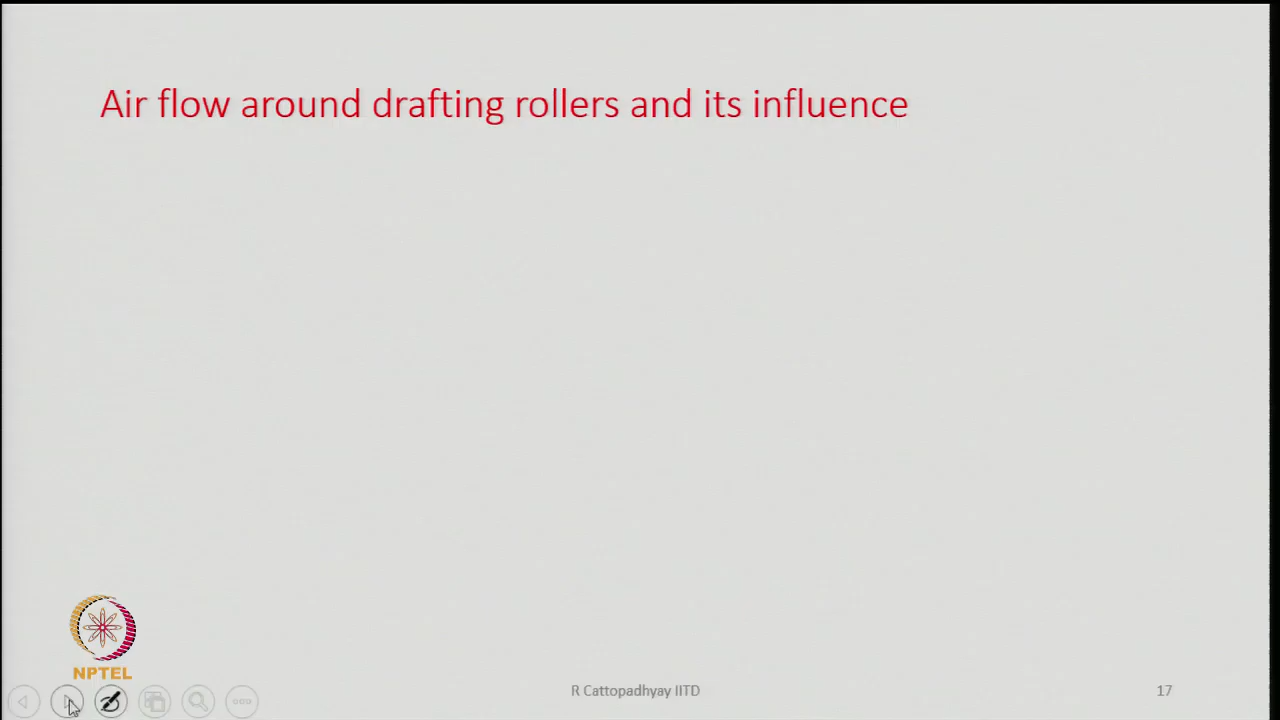 Air flow around drafting rollers and its influence
NPTEL
R Cattopadhyay IITD
17